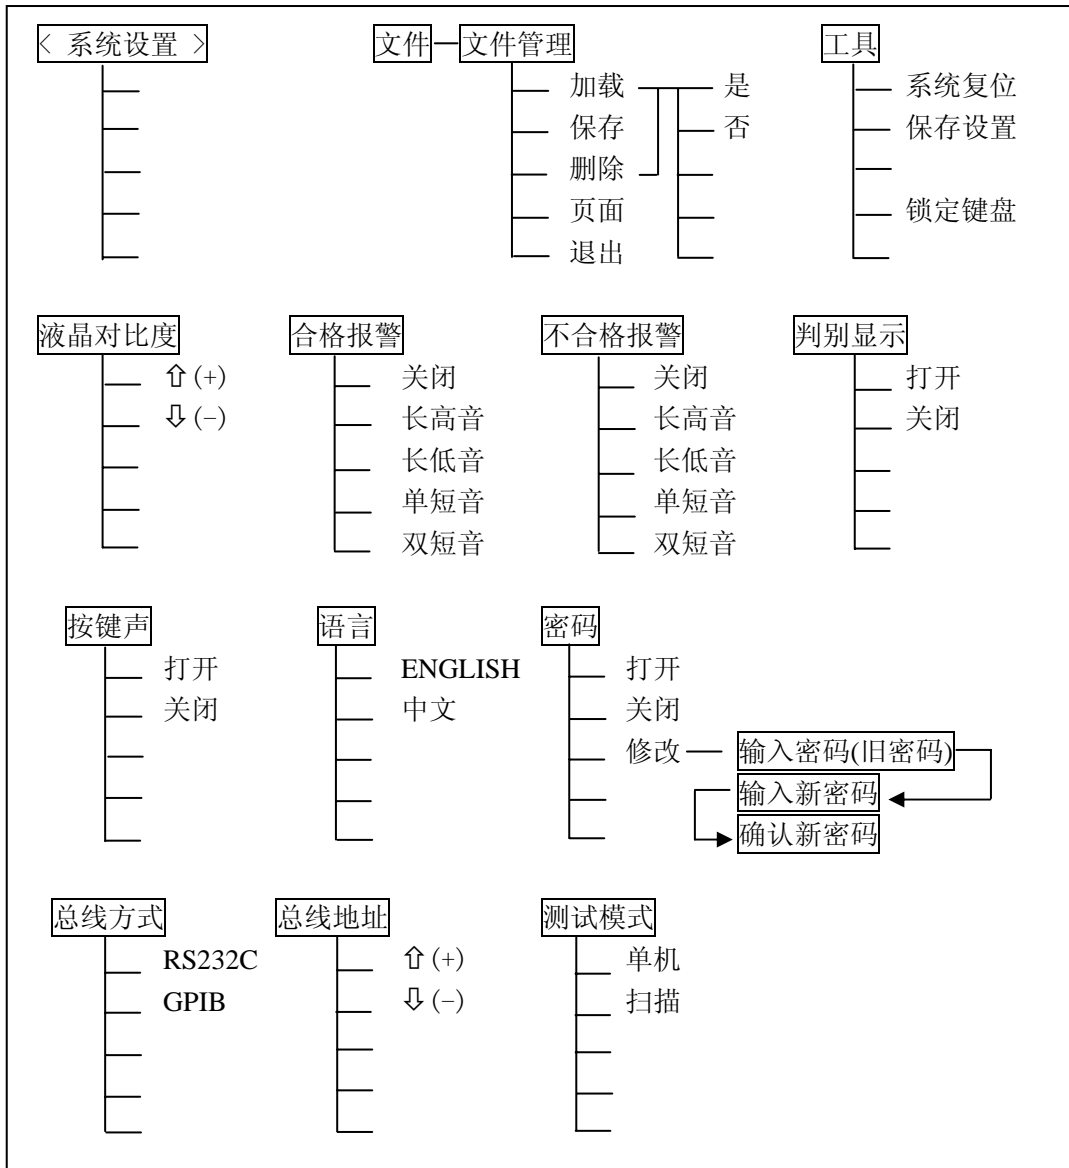 < 系统设置 >
文件 文件管理
加载 是
保存 否
删除
页面
退出
工具
系统复位
保存设置
锁定键盘
液晶对比度
⇧(+)
⇩(−)
合格报警
关闭
长高音
长低音
单短音
双短音
不合格报警
关闭
长高音
长低音
单短音
双短音
判别显示
打开
关闭
按键声
打开
关闭
语言
ENGLISH
中文
密码
打开
关闭
修改 输入密码(旧密码)
输入新密码
确认新密码
总线方式
RS232C
GPIB
总线地址
⇧(+)
⇩(−)
测试模式
单机
扫描